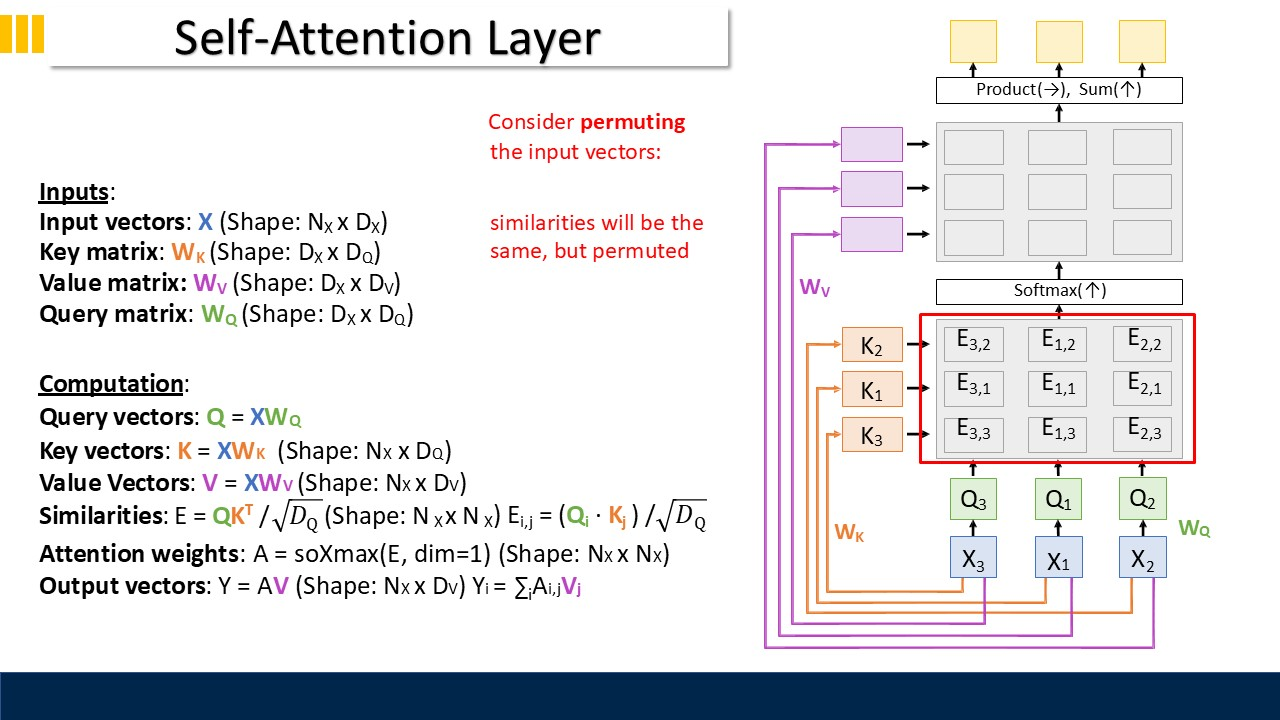 Self-Attention Layer
Consider permuting
the input vectors:
similarities will be the
same, but permuted
Inputs:
Input vectors: X (Shape: NX x DX)
Key matrix: WK (Shape: DX x DQ)
Value matrix: WV (Shape: DX x DV)
Query matrix: WQ (Shape: DX x DQ)
Computation:
Query vectors: Q = XWQ
Key vectors: K = XWK (Shape: NX x DQ)
Value Vectors: V = XWV (Shape: NX x DV)
Similarities: E = QKT /√DQ (Shape: N X x N X) Ei,j = (Qi · Kj ) /√DQ
Attention weights: A = soXmax(E, dim=1) (Shape: NX x NX)
Output vectors: Y = AV (Shape: NX x DV) Yi = ∑iAi,jVj
Product(→), Sum(↑)
WV
Softmax(↑)
K2 E3,2 E1,2 E2,2
K1 E3,1 E1,1 E2,1
K3 E3,3 E1,3 E2,3
Q3 Q1 Q2
WK
WQ
X3 X1 X2